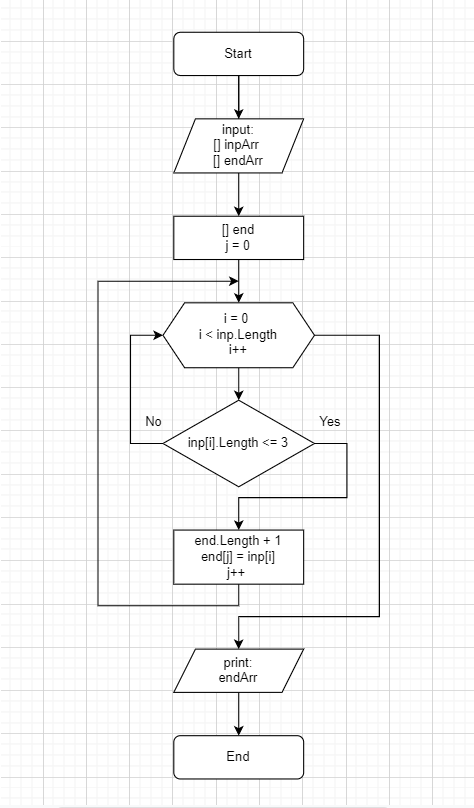 Start
input:
[] inpArr
[] endArr
[] end
j = 0
i = 0
i < inp.Length
i++
No
Yes
inp[i].Length <= 3
end.Length + 1
end[j] = inp[i]
j++
print:
endArr
End